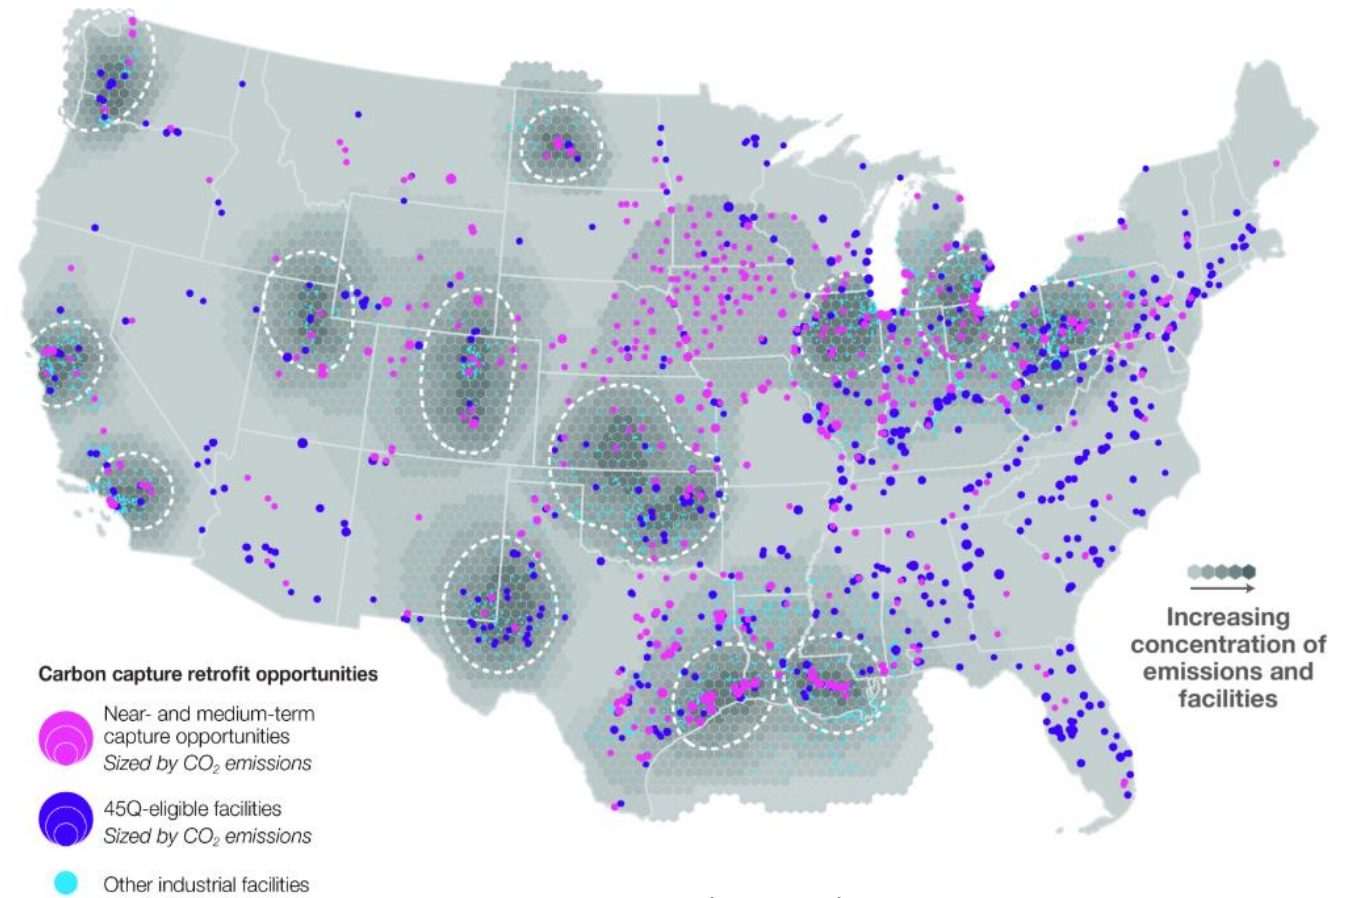 Increasing
concentration of
emissions and
facilities
Carbon capture retrofit opportunities
Near- and medium-term
capture opportunities
Sized by CO₂ emissions
45Q-eligible facilities
Sized by CO₂ emissions
Other industrial facilities